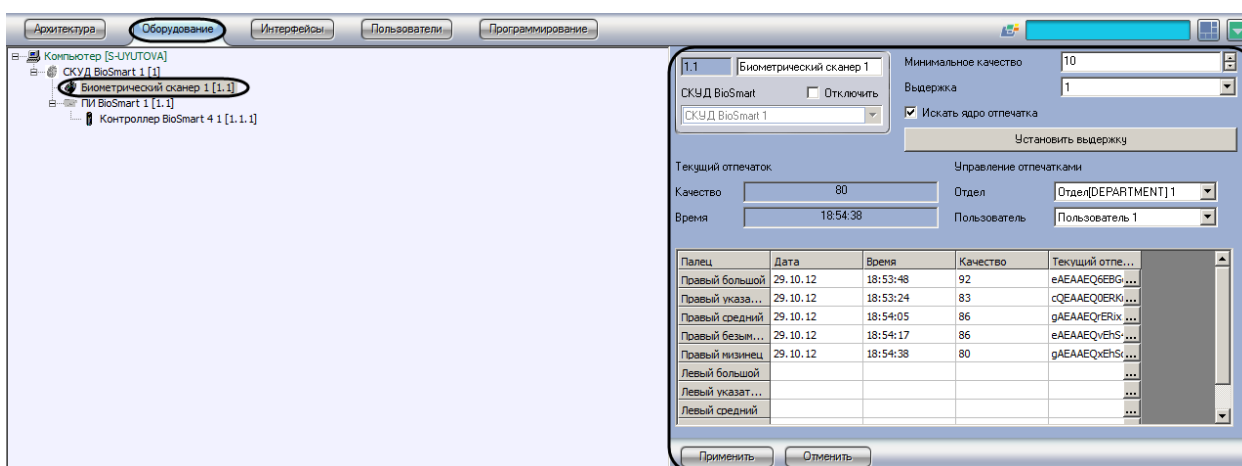 Архитектура Оборудование Интерфейсы Пользователи Программирование
Компьютер [S-UYUTOVA]
СКУД BioSmart 1 [1]
Биометрический сканер 1 [1.1]
ПИ BioSmart 1 [1.1]
Контроллер BioSmart 4 1 [1.1.1]
1.1 Биометрический сканер 1
СКУД BioSmart Отключить
СКУД BioSmart 1
Минимальное качество 10
Выдержка 1
Искать ядро отпечатка
Установить выдержку
Текущий отпечаток
Качество 80
Время 18:54:38
Управление отпечатками
Отдел Отдел[DEPARTMENT] 1
Пользователь Пользователь 1
Палец Дата Время Качество Текущий отпе...
Правый большой 29.10.12 18:53:48 92 eAEAAEQ6EBG ...
Правый указа... 29.10.12 18:53:24 83 cQEAAEQ0ERK ...
Правый средний 29.10.12 18:54:05 86 gAEAAEQrERix ...
Правый безым... 29.10.12 18:54:17 86 eAEAAEQvEhS ...
Правый мизинец 29.10.12 18:54:38 80 gAEAAEQxEhS ...
Левый большой ...
Левый указат... ...
Левый средний ...
Применить Отменить